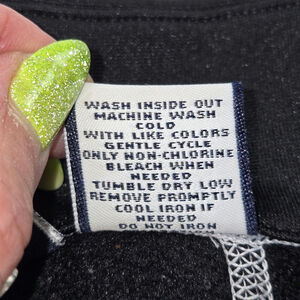 WASH INSIDE OUT
MACHINE WASH
COLD
WITH LIKE COLORS
GENTLE CYCLE
ONLY NON-CHLORINE
BLEACH WHEN
NEEDED
TUMBLE DRY LOW
REMOVE PROMPTLY
COOL IRON IF
NEEDED
DO NOT IRON